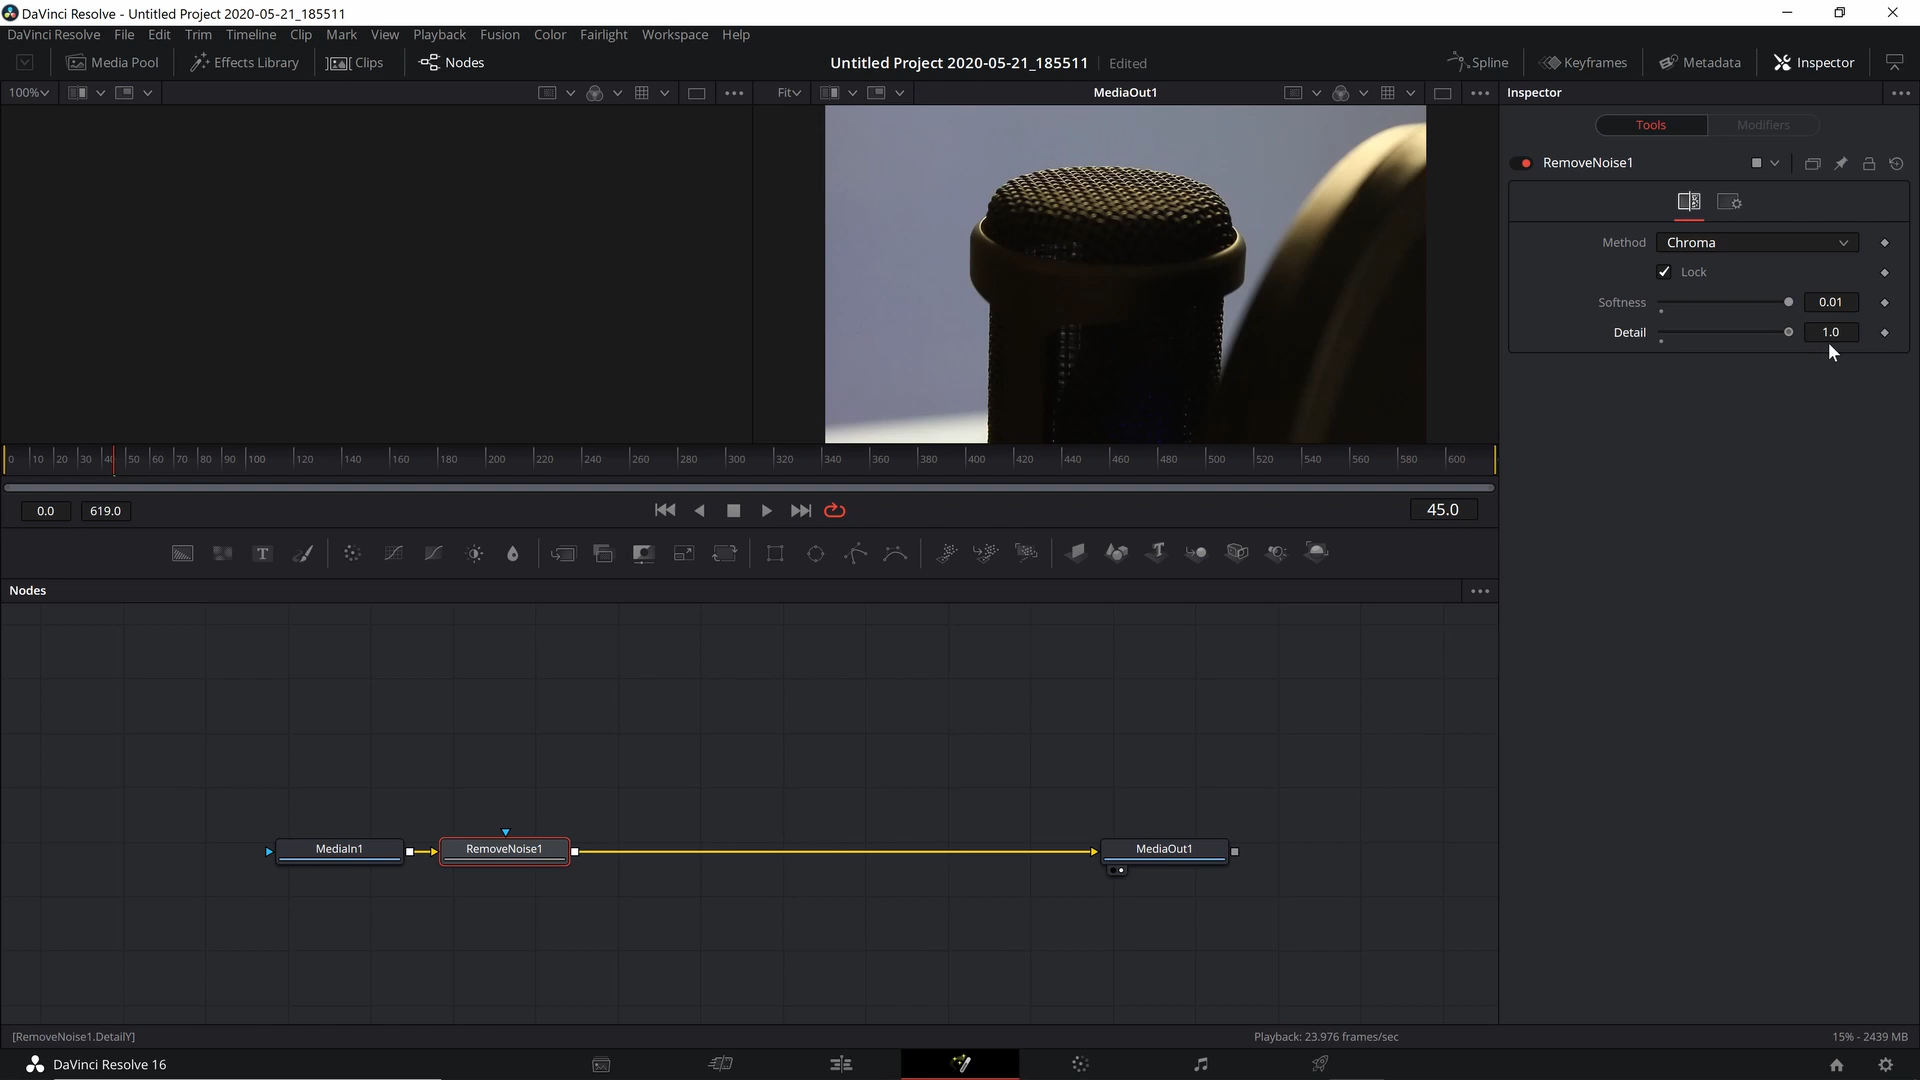 DaVinci Resolve - Untitled Project 2020-05-21_185511
DaVinci Resolve File Edit Trim Timeline Clip Mark View Playback Fusion Color Fairlight Workspace Help
Media Pool Effects Library Clips Nodes Untitled Project 2020-05-21_185511 Edited Spline Keyframes Metadata Inspector
100% Fit MediaOut1 Inspector
Tools Modifiers
RemoveNoise1
Method Chroma
Lock
Softness 0.01
Detail 1.0
0 10 20 30 40 50 60 70 80 90 100 120 140 160 180 200 220 240 260 280 300 320 340 360 380 400 420 440 460 480 500 520 540 560 580 600
0.0 619.0 45.0
T
Nodes
MediaIn1 RemoveNoise1 MediaOut1
[RemoveNoise1.DetailY] Playback: 23.976 frames/sec 15% - 2439 MB
DaVinci Resolve 16